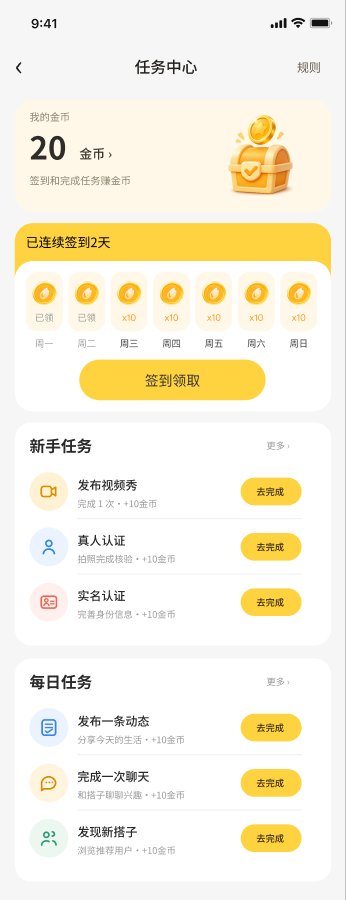 9:41
任务中心
规则
我的金币
20 金币 ›
签到和完成任务赚金币
已连续签到2天
已领 已领 x10 x10 x10 x10 x10
周一 周二 周三 周四 周五 周六 周日
签到领取
新手任务 更多 ›
发布视频秀
完成 1 次·+10金币
去完成
真人认证
拍照完成核验·+10金币
去完成
实名认证
完善身份信息·+10金币
去完成
每日任务 更多 ›
发布一条动态
分享今天的生活·+10金币
去完成
完成一次聊天
和搭子聊聊兴趣·+10金币
去完成
发现新搭子
浏览推荐用户·+10金币
去完成